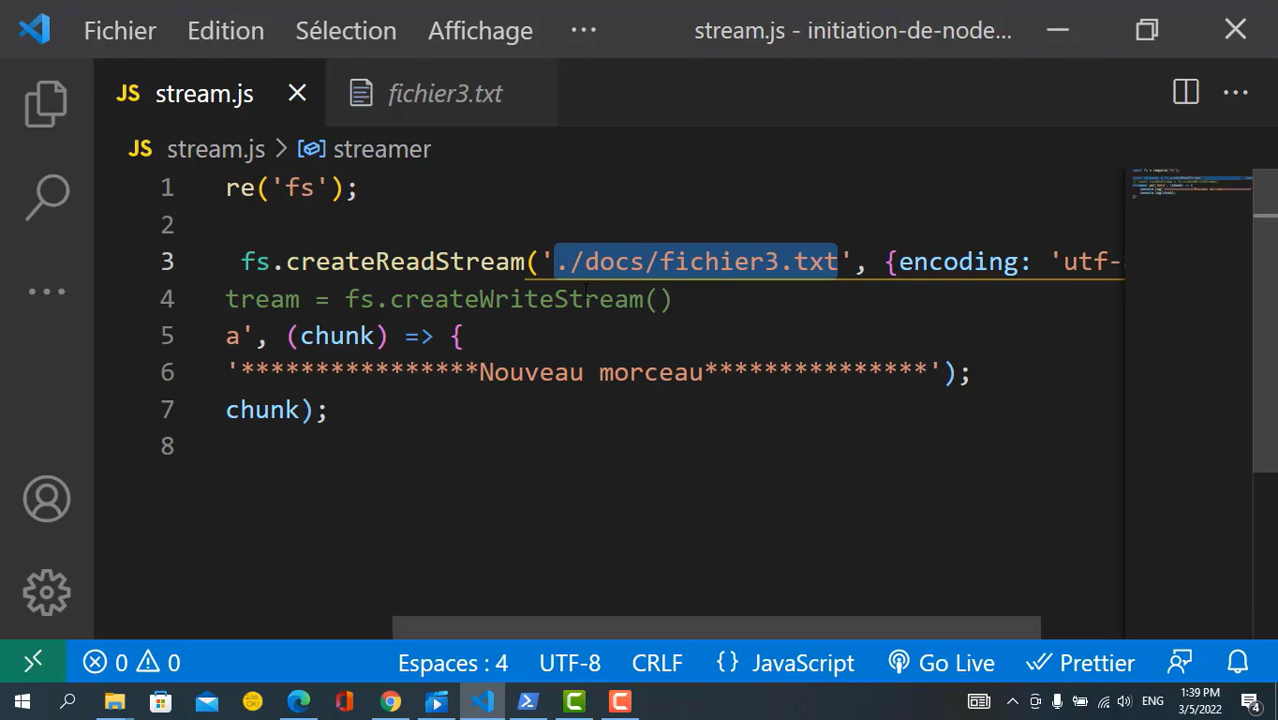 Fichier Edition Sélection Affichage ··· stream.js - initiation-de-node...
JS stream.js fichier3.txt
JS stream.js > streamer
1 re('fs');
2
3 fs.createReadStream('./docs/fichier3.txt', {encoding: 'utf-
4 tream = fs.createWriteStream()
5 a', (chunk) => {
6 '****************Nouveau morceau***************');
7 chunk);
8
0 0 Espaces : 4 UTF-8 CRLF {} JavaScript Go Live Prettier
ENG 1:39 PM
3/5/2022 4